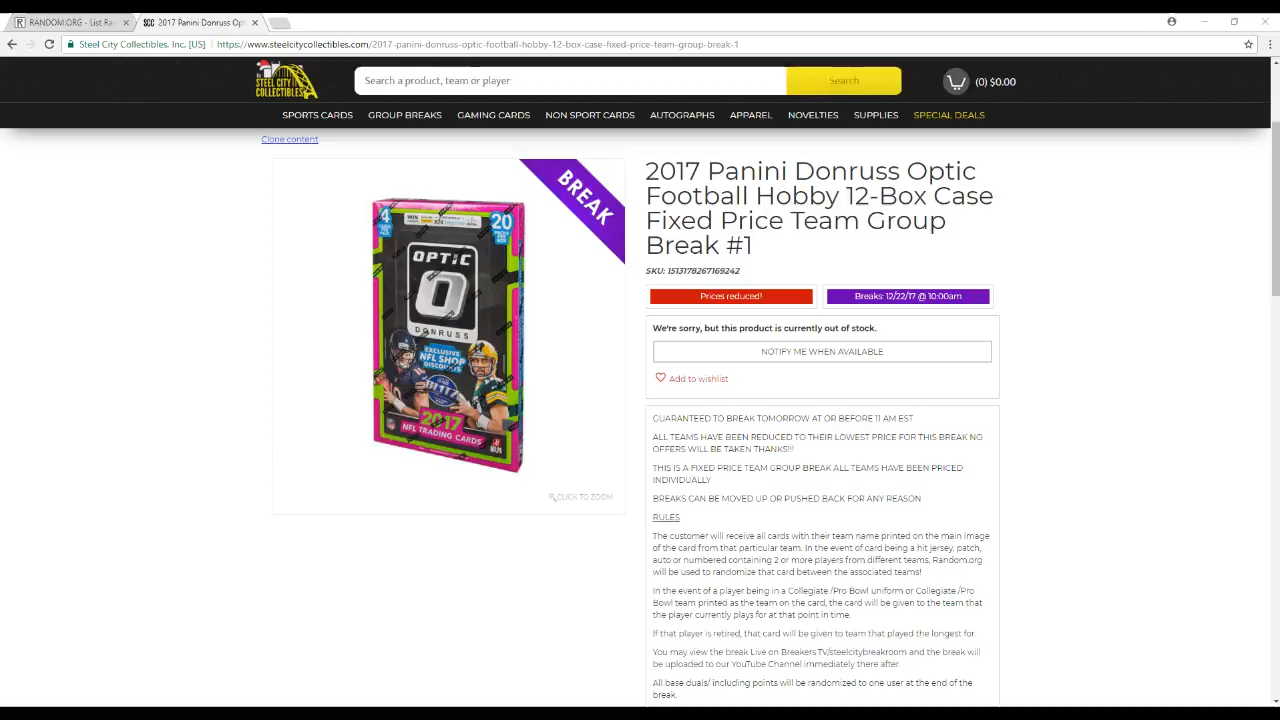 RANDOM.ORG - List Ra
2017 Panini Donruss Opt
Steel City Collectibles. Inc. [US]
https://www.steelcitycollectibles.com/2017-panini-donruss-optic-football-hobby-12-box-case-fixed-price-team-group-break-1
STEEL CITY
COLLECTIBLES
Search a product, team or player
Search
(0) $0.00
SPORTS CARDS GROUP BREAKS GAMING CARDS NON SPORT CARDS AUTOGRAPHS APPAREL NOVELTIES SUPPLIES SPECIAL DEALS
Clone content
BREAK
4
20
OPTIC
DONRUSS
EXCLUSIVE
NFL SHOP
DISCOUNTS
2017
NFL TRADING CARDS
CLICK TO ZOOM
2017 Panini Donruss Optic
Football Hobby 12-Box Case
Fixed Price Team Group
Break #1
SKU: 1513178267169242
Prices reduced!
Breaks: 12/22/17 @ 10:00am
We're sorry, but this product is currently out of stock.
NOTIFY ME WHEN AVAILABLE
Add to wishlist
GUARANTEED TO BREAK TOMORROW AT OR BEFORE 11 AM EST
ALL TEAMS HAVE BEEN REDUCED TO THEIR LOWEST PRICE FOR THIS BREAK NO
OFFERS WILL BE TAKEN THANKS!!!
THIS IS A FIXED PRICE TEAM GROUP BREAK ALL TEAMS HAVE BEEN PRICED
INDIVIDUALLY
BREAKS CAN BE MOVED UP OR PUSHED BACK FOR ANY REASON
RULES
The customer will receive all cards with their team name printed on the main image
of the card from that particular team. In the event of card being a hit jersey, patch,
auto or numbered containing 2 or more players from different teams, Random.org
will be used to randomize that card between the associated teams!
In the event of a player being in a Collegiate /Pro Bowl uniform or Collegiate /Pro
Bowl team printed as the team on the card, the card will be given to the team that
the player currently plays for at that point in time.
If that player is retired, that card will be given to team that played the longest for.
You may view the break Live on Breakers.TV/steelcitybreakroom and the break will
be uploaded to our YouTube Channel immediately there after.
All base duals/ including points will be randomized to one user at the end of the
break.